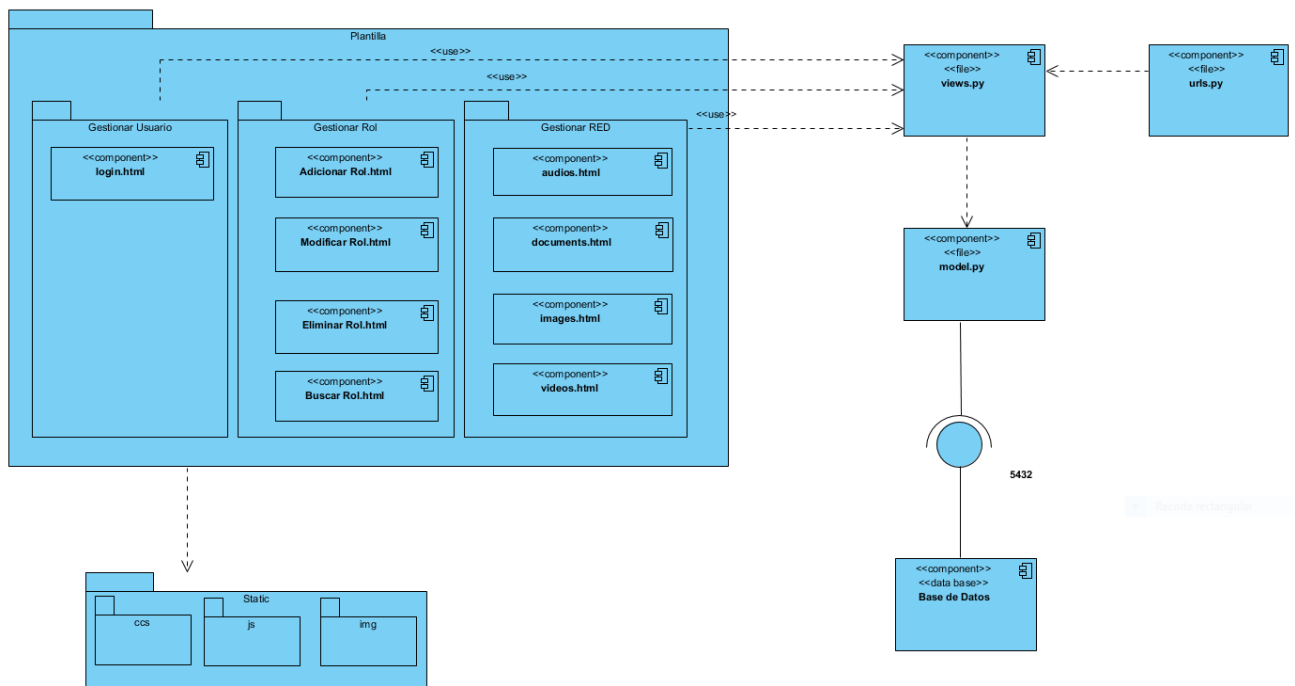 Plantilla
<<use>>
<<use>>
<<use>>
Gestionar Usuario
<<component>>
login.html
Gestionar Rol
<<component>>
Adicionar Rol.html
<<component>>
Modificar Rol.html
<<component>>
Eliminar Rol.html
<<component>>
Buscar Rol.html
Gestionar RED
<<component>>
audios.html
<<component>>
documents.html
<<component>>
images.html
<<component>>
videos.html
<<component>>
<<file>>
views.py
<<component>>
<<file>>
urls.py
<<component>>
<<file>>
model.py
5432
<<component>>
<<data base>>
Base de Datos
Static
ccs
js
img